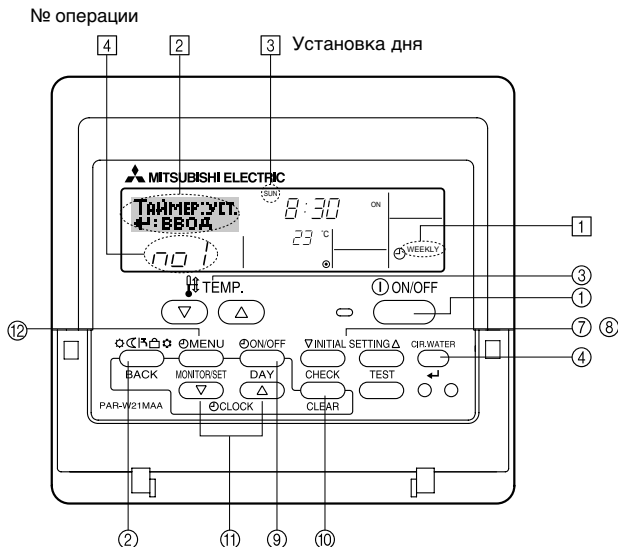 № операции
4 2 3 Установка дня
MITSUBISHI ELECTRIC
SUN
ТАЙМЕР:УСТ. 8:30 ON
↵:ВВОД
23 °C
WEEKLY 1
no 1
TEMP. ON/OFF 3
▽ △ 1
12 7 8
MENU ON/OFF ▽ INITIAL SETTING △ CIR.WATER
4
BACK MONITOR/SET DAY CHECK TEST ↵
▽ △
PAR-W21MAA CLOCK CLEAR
2 11 9 10